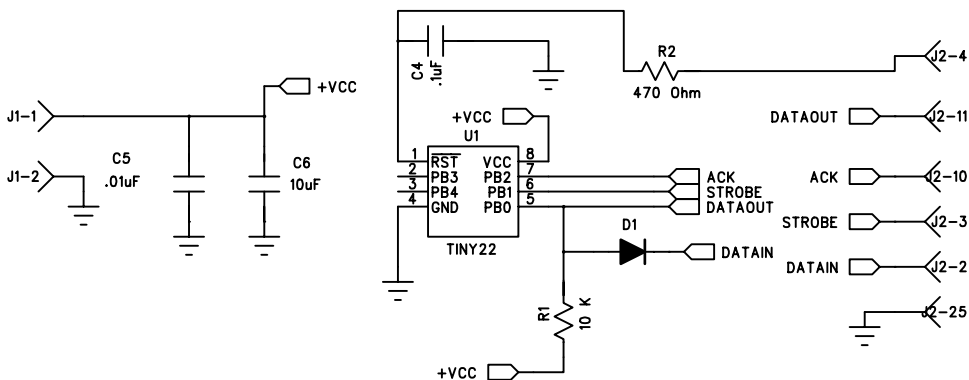 R2
J2-4
C4
.1uF
470 Ohm
+VCC
J1-1
+VCC
DATAOUT
J2-11
U1
1 RST VCC 8
2 PB3 PB2 7
3 PB4 PB1 6
4 GND PB0 5
TINY22
ACK
STROBE
DATAOUT
C5
.01uF
C6
10uF
J1-2
ACK
J2-10
STROBE
J2-3
D1
DATAIN
DATAIN
J2-2
R1
10 K
J2-25
+VCC